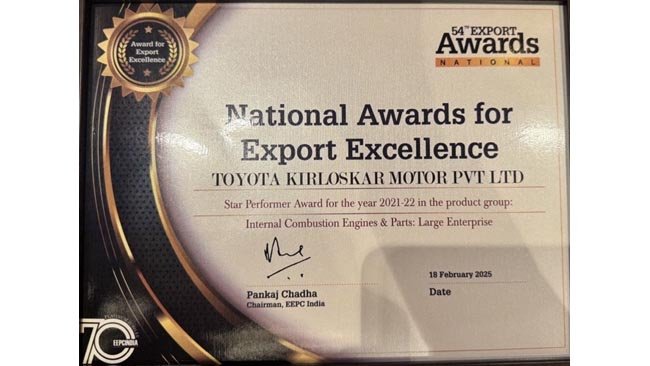 Award for
Export
Excellence
54TH EXPORT
Awards
NATIONAL
National Awards for
Export Excellence
TOYOTA KIRLOSKAR MOTOR PVT LTD
Star Performer Award for the year 2021-22 in the product group:
Internal Combustion Engines & Parts: Large Enterprise
Pankaj Chadha
Chairman, EEPC India
18 February 2025
Date
70
EEPCINDIA